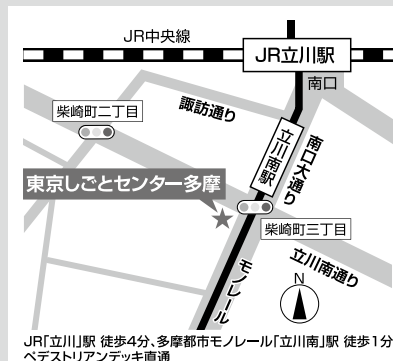 JR中央線
JR立川駅
南口
柴崎町二丁目
諏訪通り
立川南駅
南口大通り
東京しごとセンター多摩
柴崎町三丁目
立川南通り
モノレール
N
JR「立川」駅 徒歩4分、多摩都市モノレール「立川南」駅 徒歩1分
ペデストリアンデッキ直通